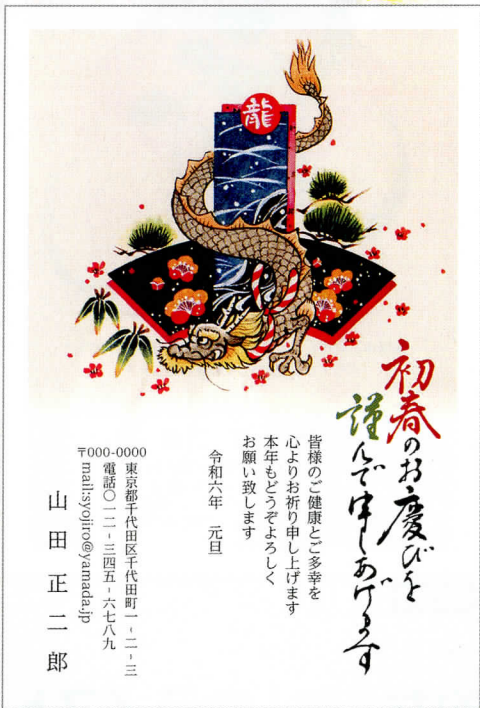 龍
初春のお慶びを
謹んで申しあげます
皆様のご健康とご多幸を
心よりお祈り申し上げます
本年もどうぞよろしく
お願い致します
令和六年 元旦
〒000-0000
東京都千代田区千代田町一-二-三
電話〇一二-三四五-六七八九
mail:syojiro@yamada.jp
山田正二郎